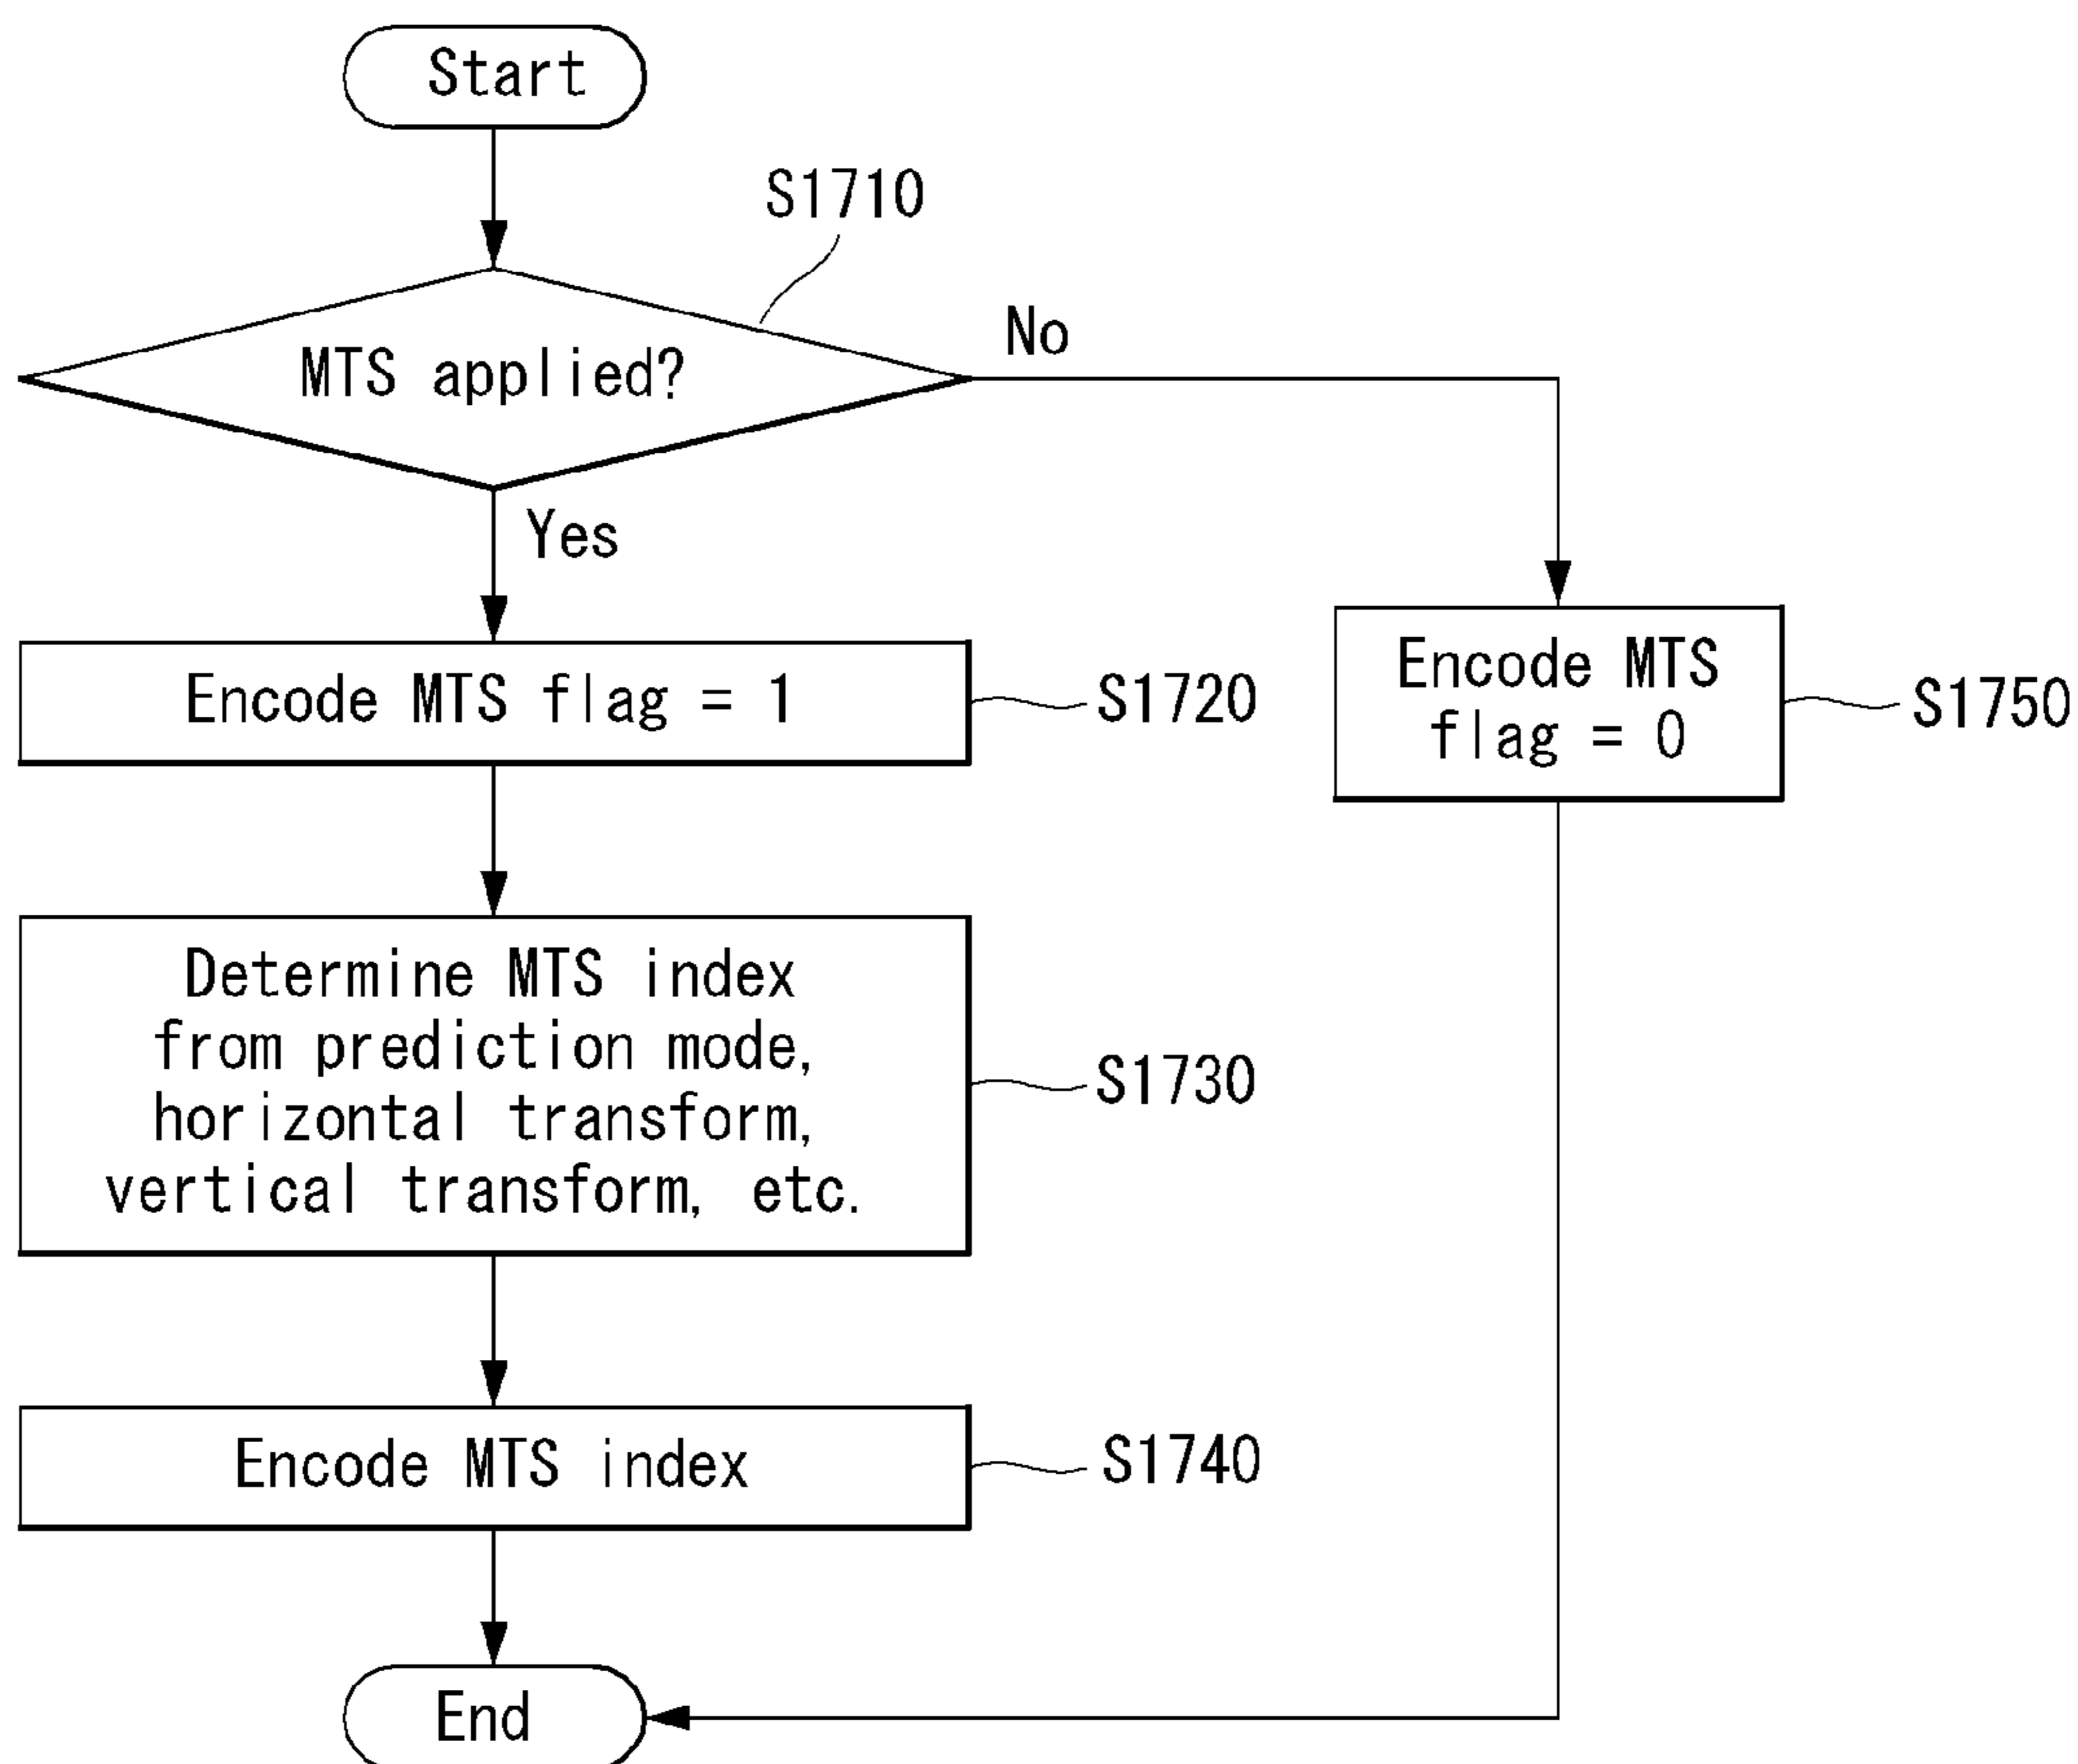 Start
S1710
MTS applied?
No
Yes
Encode MTS flag = 1
S1720
Encode MTS
flag = 0
S1750
Determine MTS index
from prediction mode,
horizontal transform,
vertical transform, etc.
S1730
Encode MTS index
S1740
End